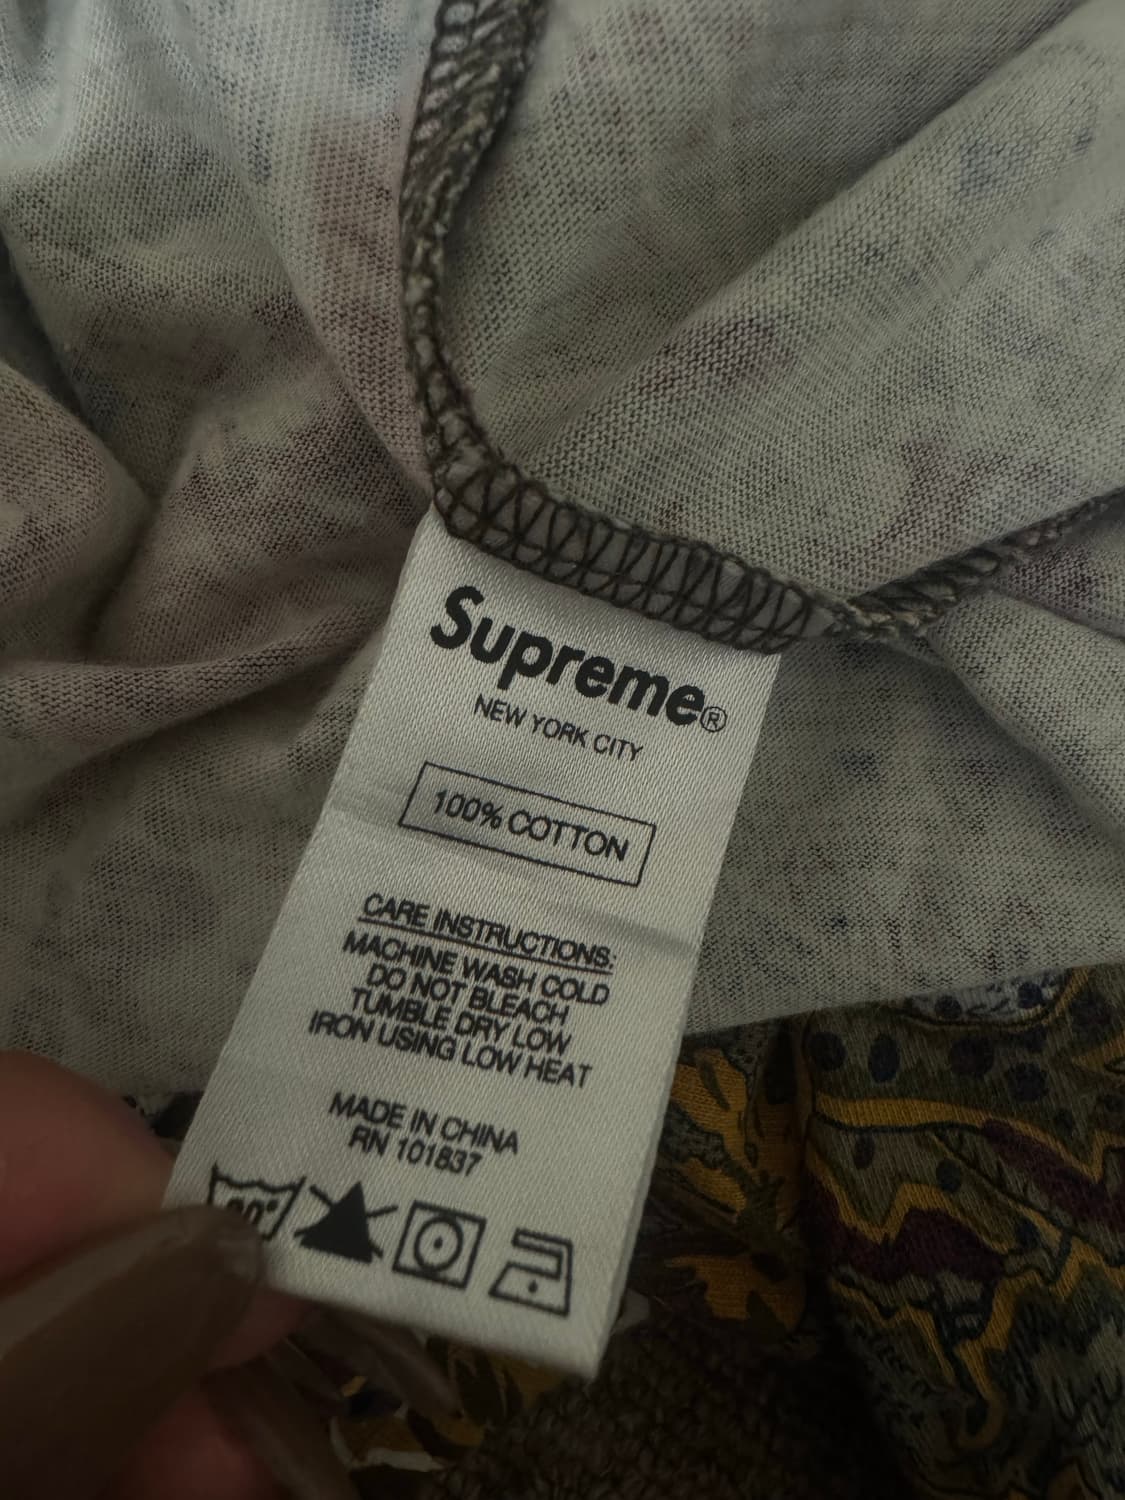 Supreme®
NEW YORK CITY
100% COTTON
CARE INSTRUCTIONS:
MACHINE WASH COLD
DO NOT BLEACH
TUMBLE DRY LOW
IRON USING LOW HEAT
MADE IN CHINA
RN 101837